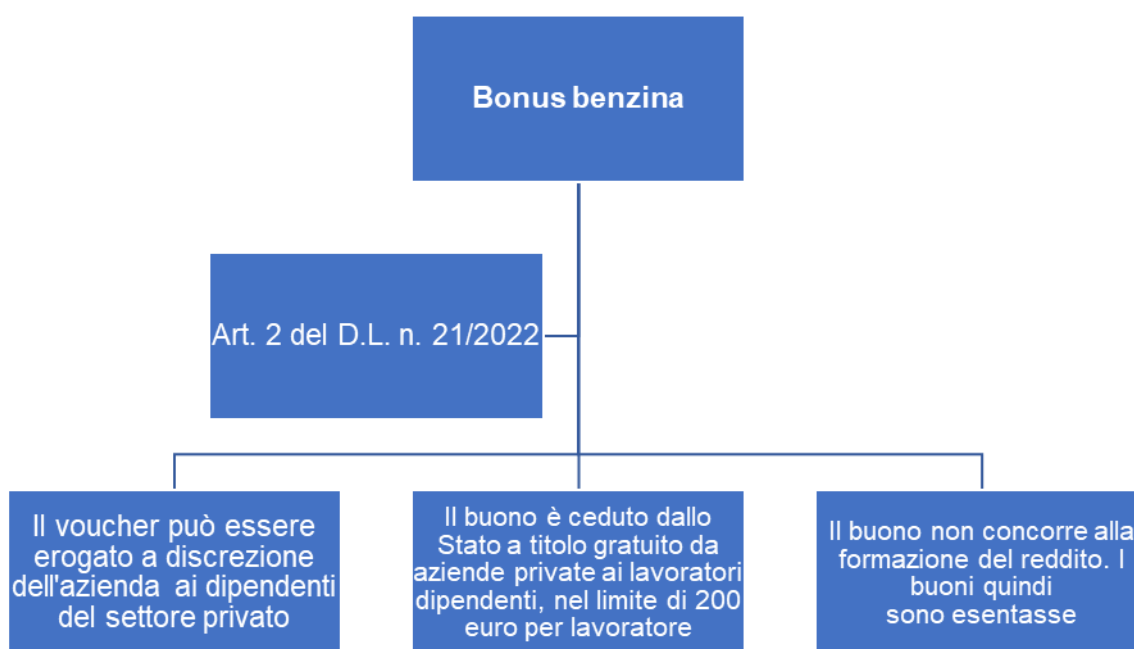 Bonus benzina
Art. 2 del D.L. n. 21/2022
Il voucher può essere
erogato a discrezione
dell'azienda ai dipendenti
del settore privato
Il buono è ceduto dallo
Stato a titolo gratuito da
aziende private ai lavoratori
dipendenti, nel limite di 200
euro per lavoratore
Il buono non concorre alla
formazione del reddito. I
buoni quindi
sono esentasse